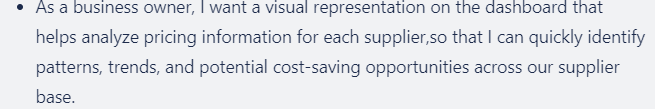 • As a business owner, I want a visual representation on the dashboard that
helps analyze pricing information for each supplier,so that I can quickly identify
patterns, trends, and potential cost-saving opportunities across our supplier
base.